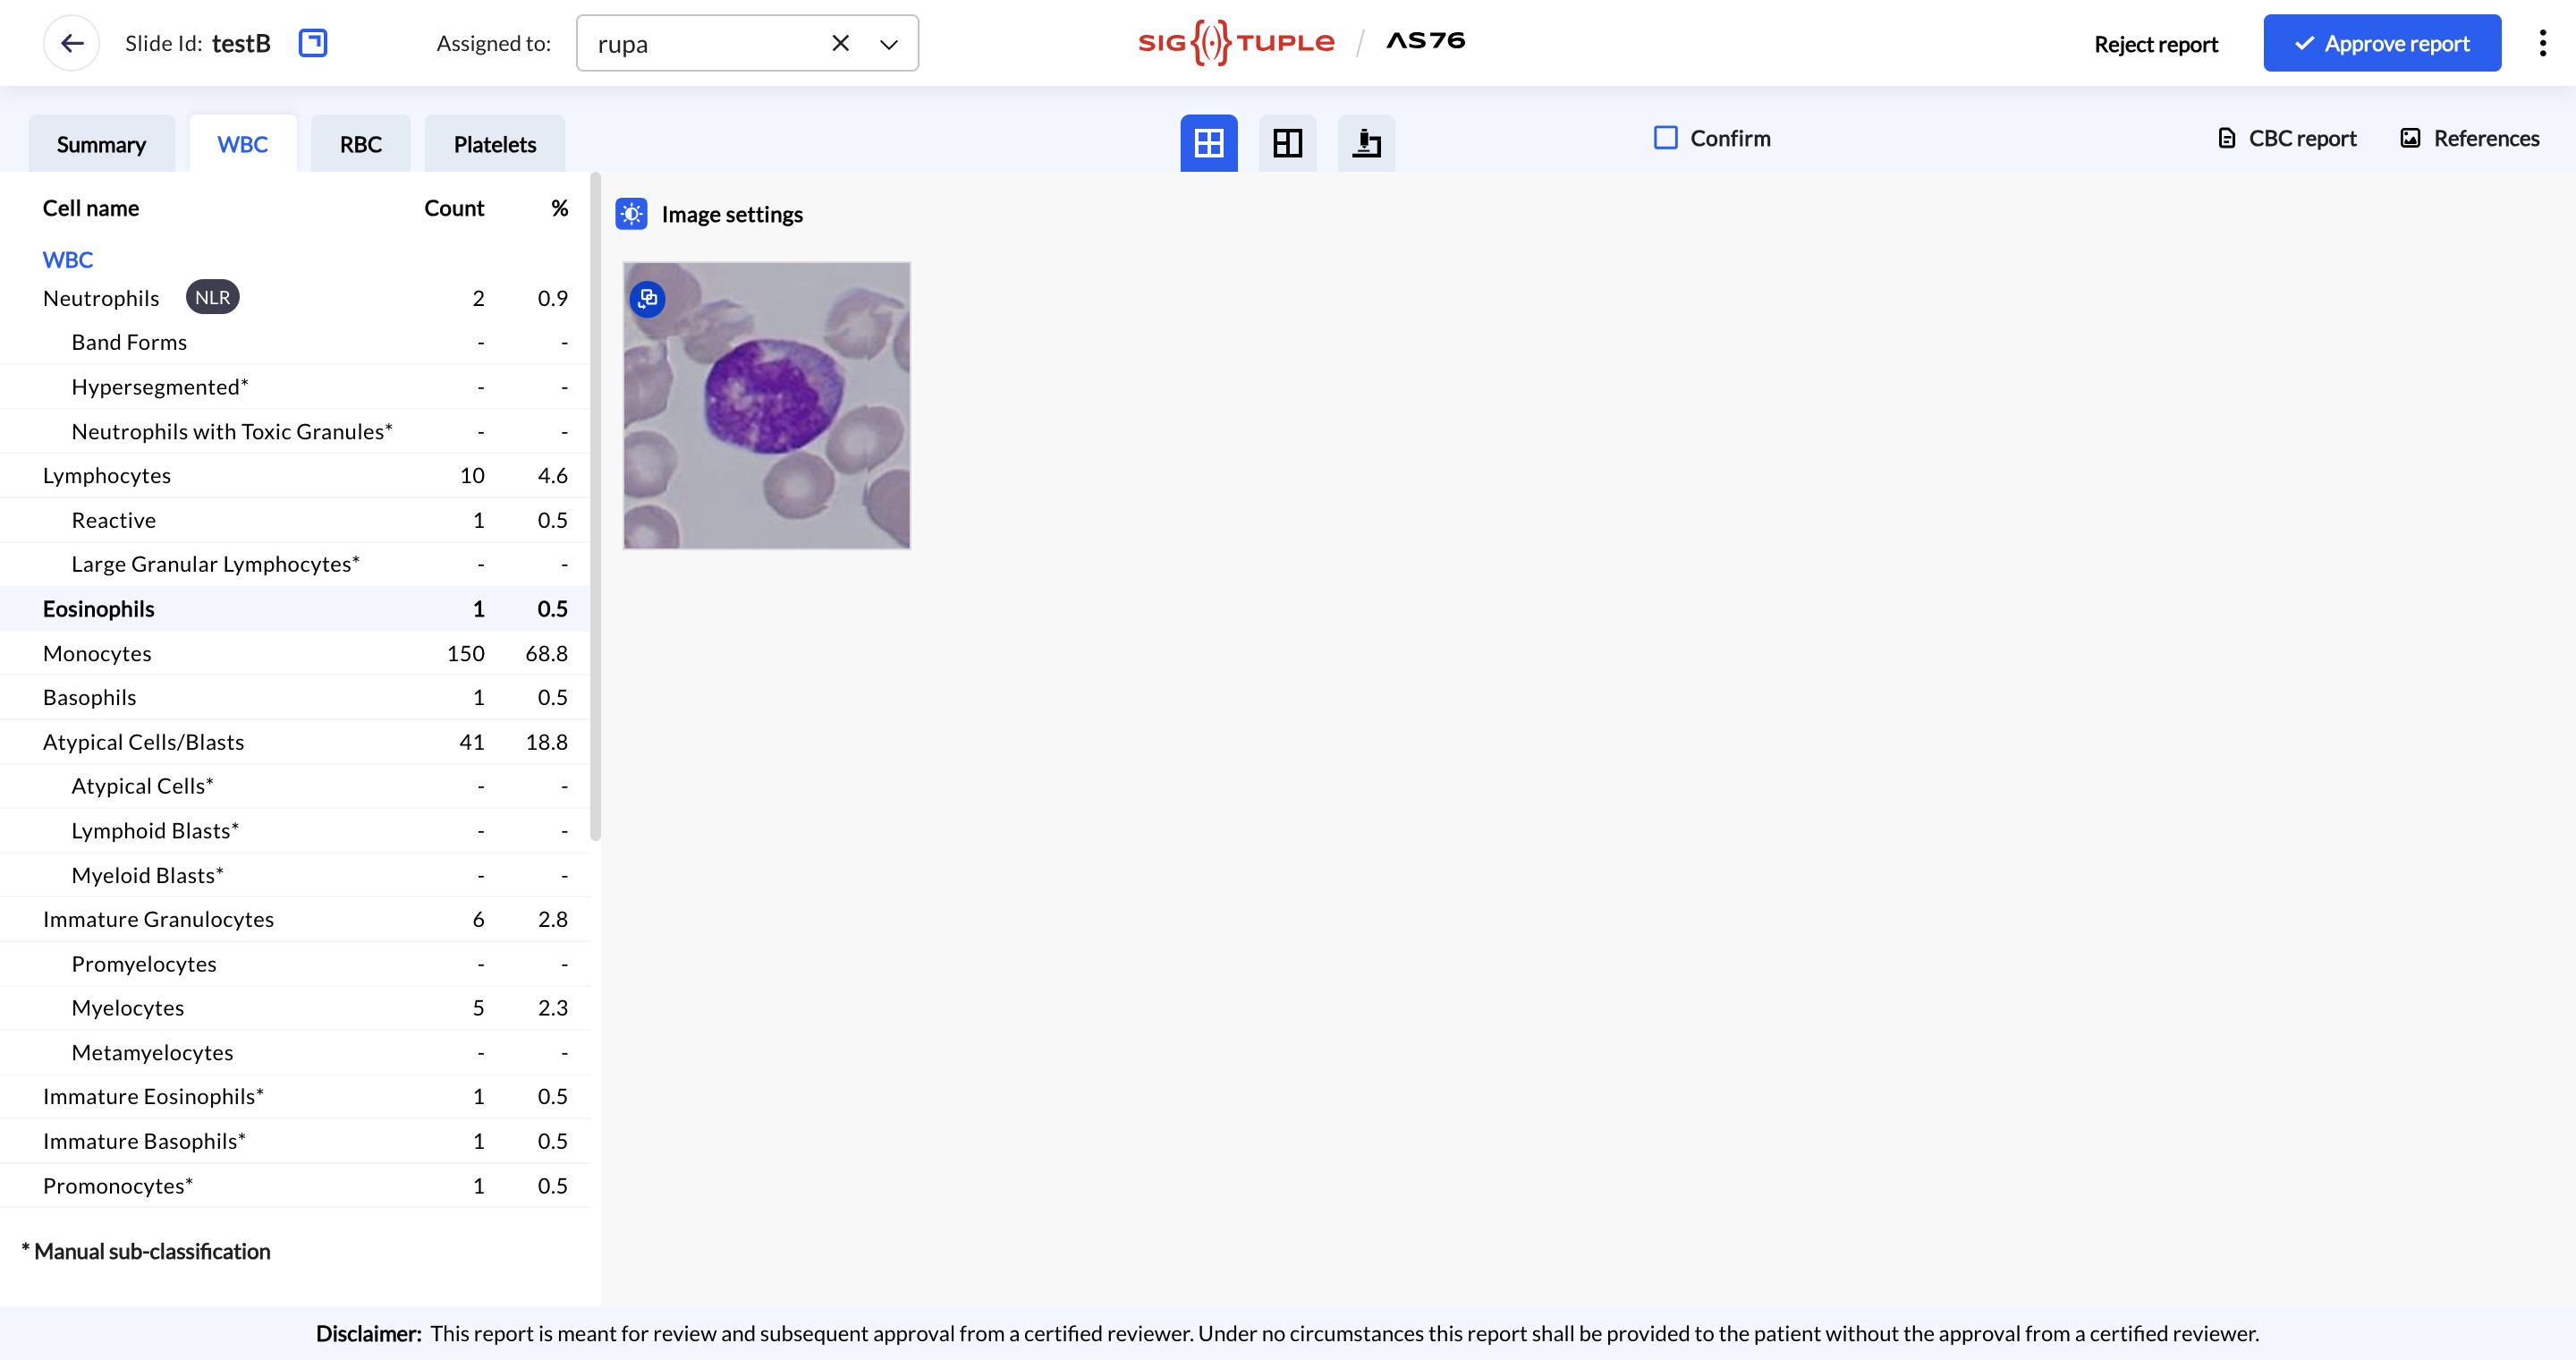 Slide Id: testB
Assigned to: rupa
SIG TUPLE / AS76
Reject report
Approve report
Summary
WBC
RBC
Platelets
Confirm
CBC report
References
Cell name Count %
WBC
Neutrophils NLR 2 0.9
Band Forms - -
Hypersegmented* - -
Neutrophils with Toxic Granules* - -
Lymphocytes 10 4.6
Reactive 1 0.5
Large Granular Lymphocytes* - -
Eosinophils 1 0.5
Monocytes 150 68.8
Basophils 1 0.5
Atypical Cells/Blasts 41 18.8
Atypical Cells* - -
Lymphoid Blasts* - -
Myeloid Blasts* - -
Immature Granulocytes 6 2.8
Promyelocytes - -
Myelocytes 5 2.3
Metamyelocytes - -
Immature Eosinophils* 1 0.5
Immature Basophils* 1 0.5
Promonocytes* 1 0.5
* Manual sub-classification
Image settings
Disclaimer: This report is meant for review and subsequent approval from a certified reviewer. Under no circumstances this report shall be provided to the patient without the approval from a certified reviewer.